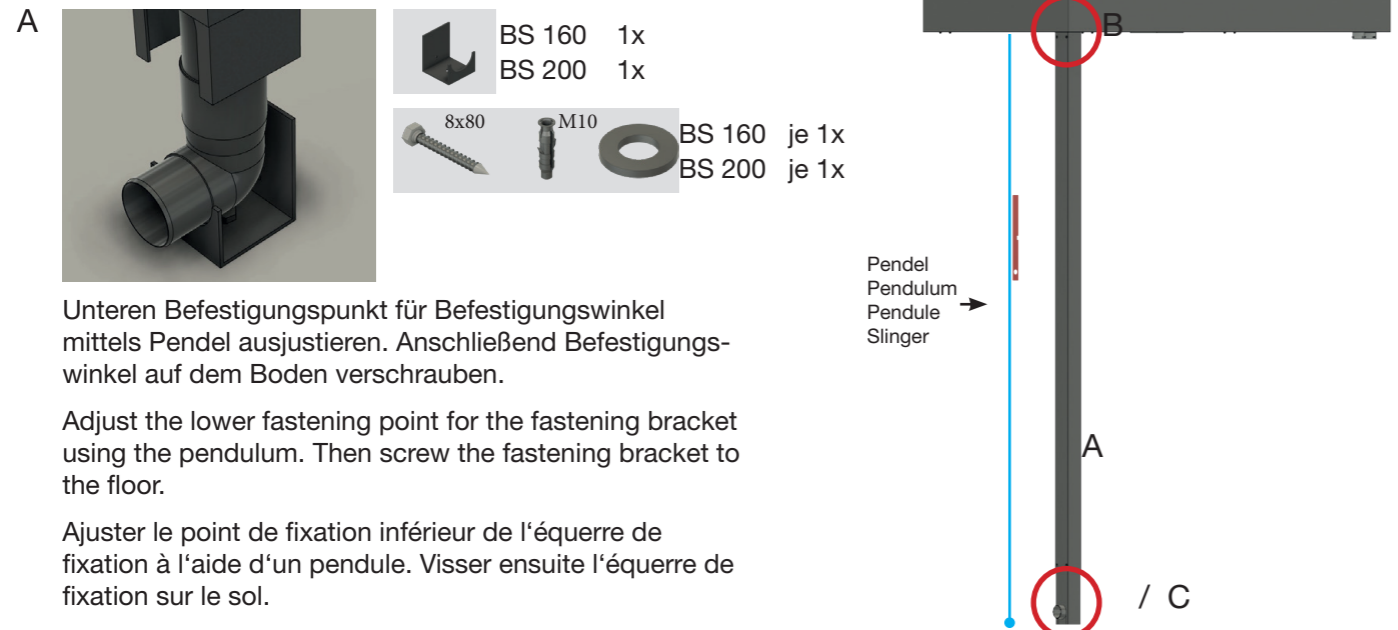 A
BS 160 1x
BS 200 1x
8x80
M10
BS 160 je 1x
BS 200 je 1x
Unteren Befestigungspunkt für Befestigungswinkel
mittels Pendel ausjustieren. Anschließend Befestigungs-
winkel auf dem Boden verschrauben.
Adjust the lower fastening point for the fastening bracket
using the pendulum. Then screw the fastening bracket to
the floor.
Ajuster le point de fixation inférieur de l‘équerre de
fixation à l‘aide d‘un pendule. Visser ensuite l‘équerre de
fixation sur le sol.
B
Pendel
Pendulum
Pendule
Slinger
A
/ C